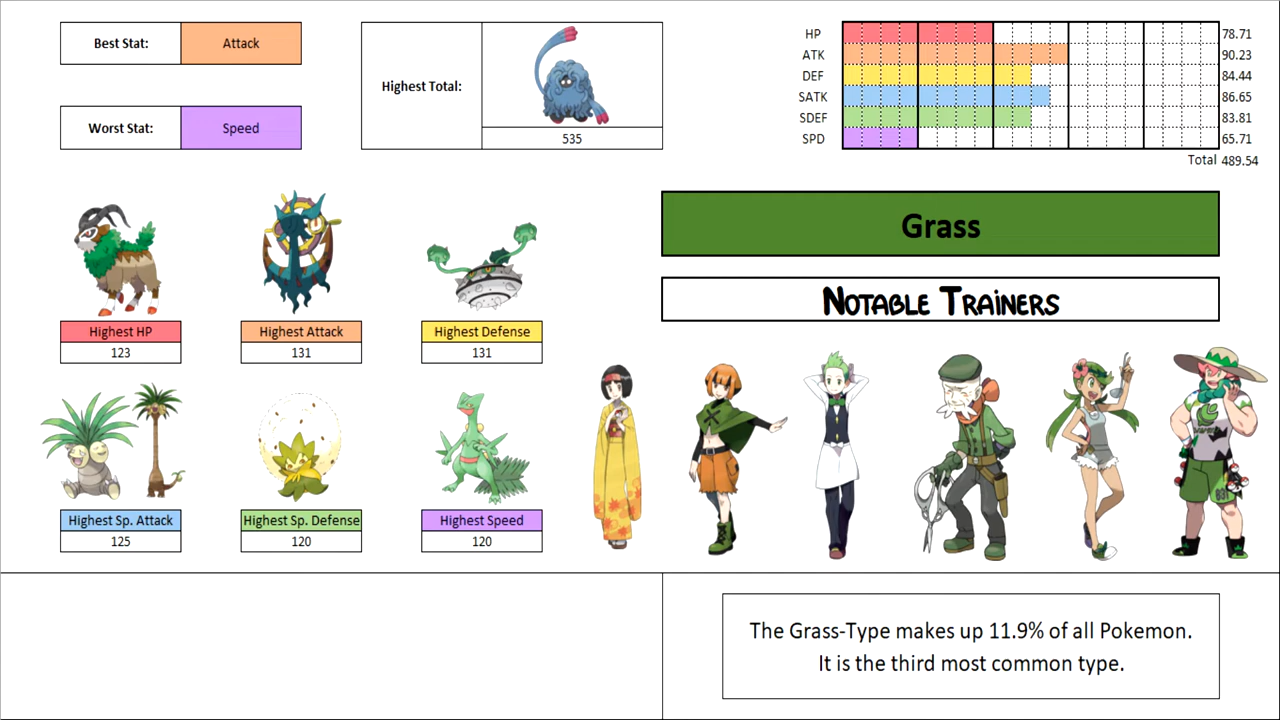 Best Stat: Attack
Worst Stat: Speed
Highest Total:
535
HP 78.71
ATK 90.23
DEF 84.44
SATK 86.65
SDEF 83.81
SPD 65.71
Total 489.54
Grass
NOTABLE TRAINERS
Highest HP
123
Highest Attack
131
Highest Defense
131
Highest Sp. Attack
125
Highest Sp. Defense
120
Highest Speed
120
The Grass-Type makes up 11.9% of all Pokemon.
It is the third most common type.